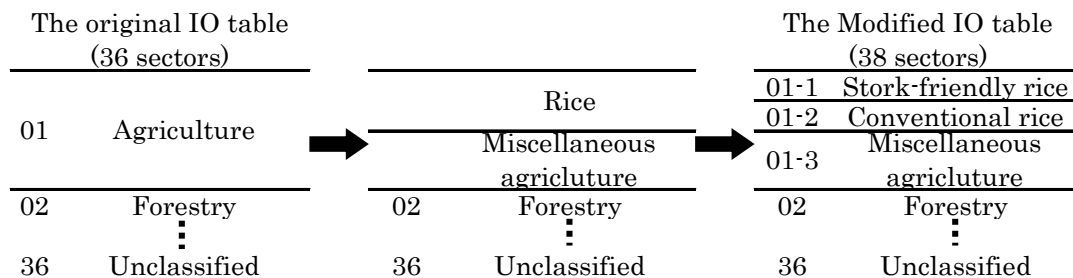 The original IO table
(36 sectors)
01 Agriculture
02 Forestry
36 Unclassified
Rice
Miscellaneous
agricluture
02 Forestry
36 Unclassified
The Modified IO table
(38 sectors)
01-1 Stork-friendly rice
01-2 Conventional rice
01-3 Miscellaneous
agricluture
02 Forestry
36 Unclassified